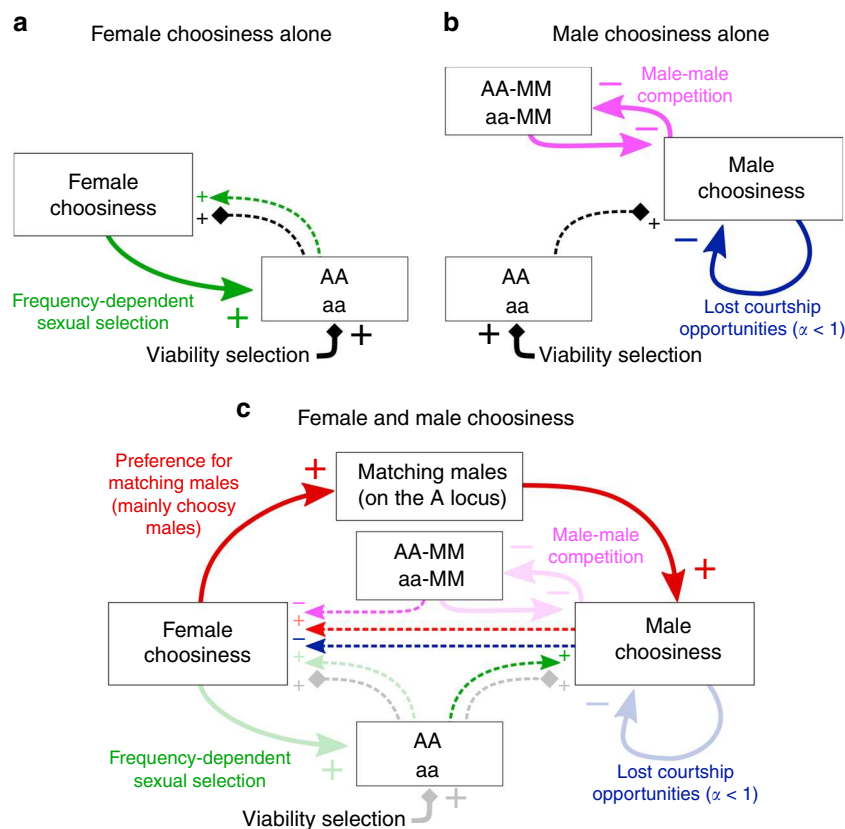 a
Female choosiness alone
Female
choosiness
+
+
AA
aa
Frequency-dependent
sexual selection
+
+
Viability selection
b
Male choosiness alone
AA-MM
aa-MM
−
Male-male
competition
−
Male
choosiness
+
−
AA
aa
Lost courtship
opportunities (α < 1)
+
Viability selection
c
Female and male choosiness
Preference for
matching males
(mainly choosy
males)
+
Matching males
(on the A locus)
AA-MM
aa-MM
−
Male-male
competition
−
+
Female
choosiness
−
+
−
+
+
Male
choosiness
+
+
−
AA
aa
Frequency-dependent
sexual selection
+
+
Viability selection
Lost courtship
opportunities (α < 1)